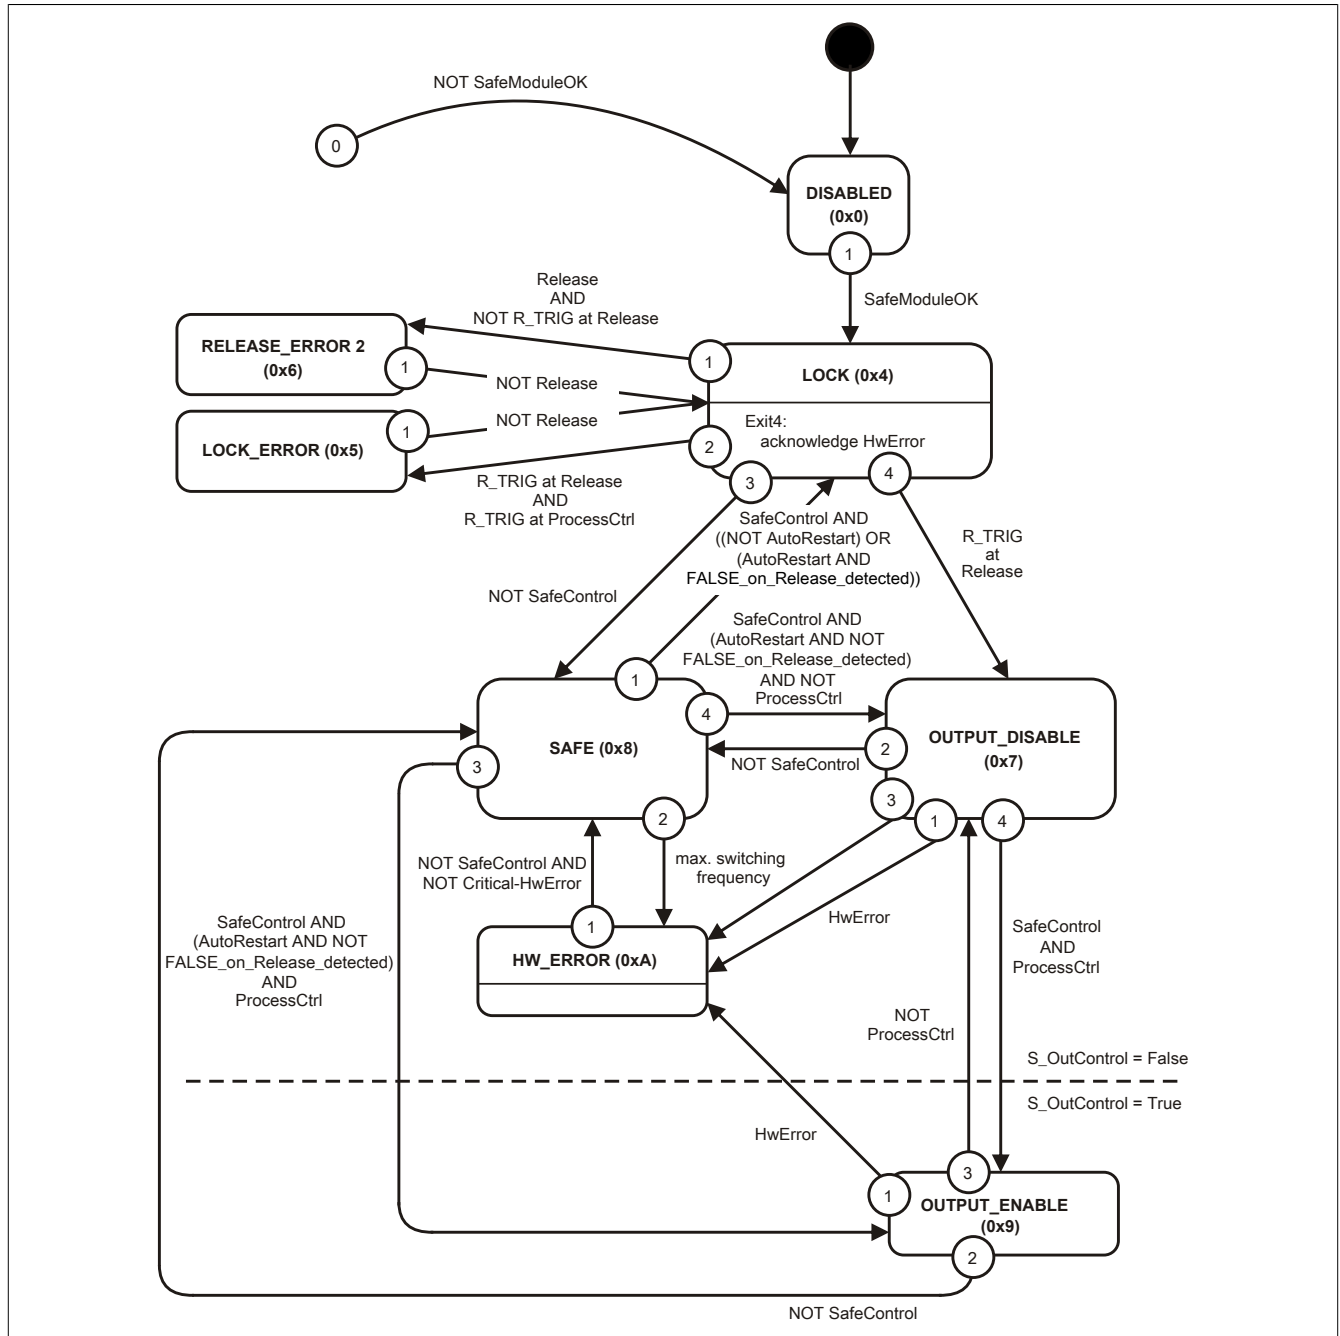 NOT SafeModuleOK
0
DISABLED
(0x0)
1
SafeModuleOK
Release
AND
NOT R_TRIG at Release
RELEASE_ERROR 2
(0x6)
1
NOT Release
1
LOCK (0x4)
LOCK_ERROR (0x5)
1
NOT Release
2
Exit4:
acknowledge HwError
3
4
R_TRIG at Release
AND
R_TRIG at ProcessCtrl
SafeControl AND
((NOT AutoRestart) OR
(AutoRestart AND
FALSE_on_Release_detected))
R_TRIG
at
Release
NOT SafeControl
SafeControl AND
(AutoRestart AND NOT
FALSE_on_Release_detected)
AND NOT
ProcessCtrl
1
4
SAFE (0x8)
3
2
NOT SafeControl
OUTPUT_DISABLE
(0x7)
2
3
1
4
NOT SafeControl AND
NOT Critical-HwError
max. switching
frequency
HwError
1
HW_ERROR (0xA)
SafeControl AND
(AutoRestart AND NOT
FALSE_on_Release_detected)
AND
ProcessCtrl
SafeControl
AND
ProcessCtrl
NOT
ProcessCtrl
S_OutControl = False
S_OutControl = True
HwError
3
1
OUTPUT_ENABLE
(0x9)
2
NOT SafeControl